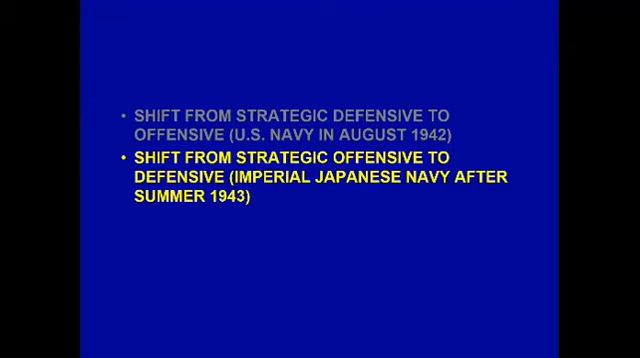 • SHIFT FROM STRATEGIC DEFENSIVE TO
OFFENSIVE (U.S. NAVY IN AUGUST 1942)
• SHIFT FROM STRATEGIC OFFENSIVE TO
DEFENSIVE (IMPERIAL JAPANESE NAVY AFTER
SUMMER 1943)